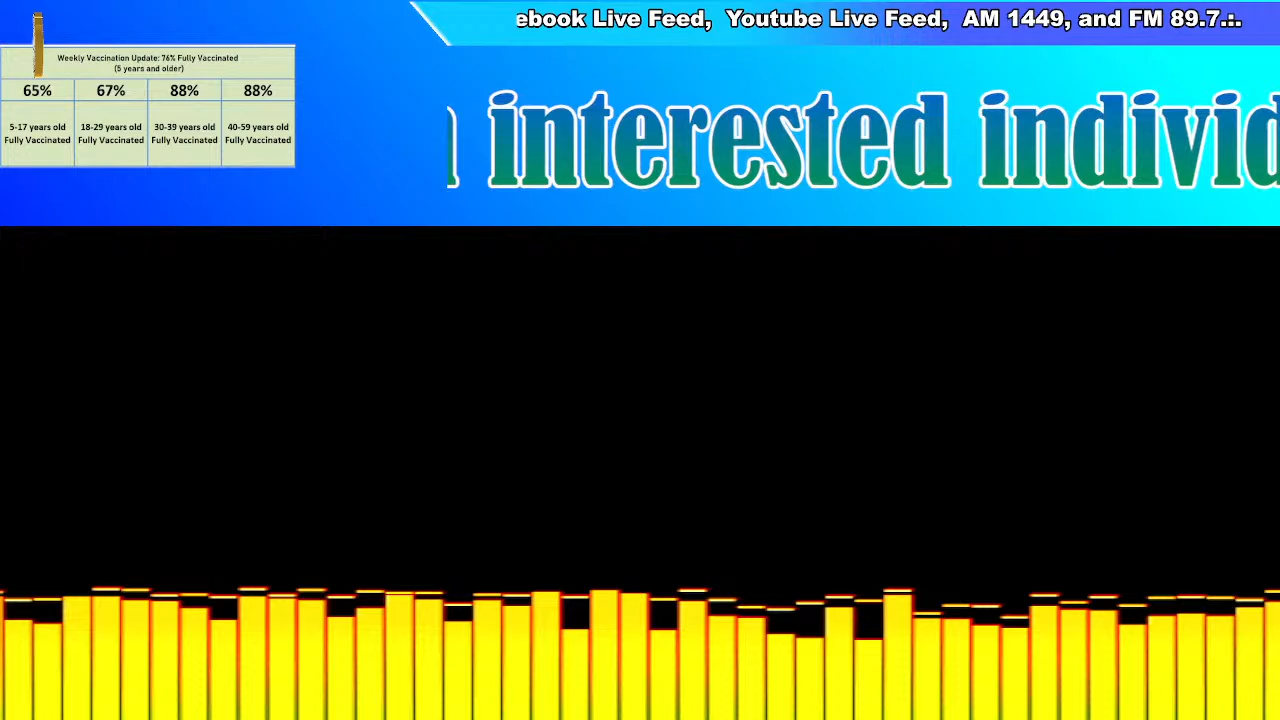 ebook Live Feed, Youtube Live Feed, AM 1449, and FM 89.7.:.
Weekly Vaccination Update: 76% Fully Vaccinated
(5 years and older)
65% 67% 88% 88%
5-17 years old 18-29 years old 30-39 years old 40-59 years old
Fully Vaccinated Fully Vaccinated Fully Vaccinated Fully Vaccinated
interested individ